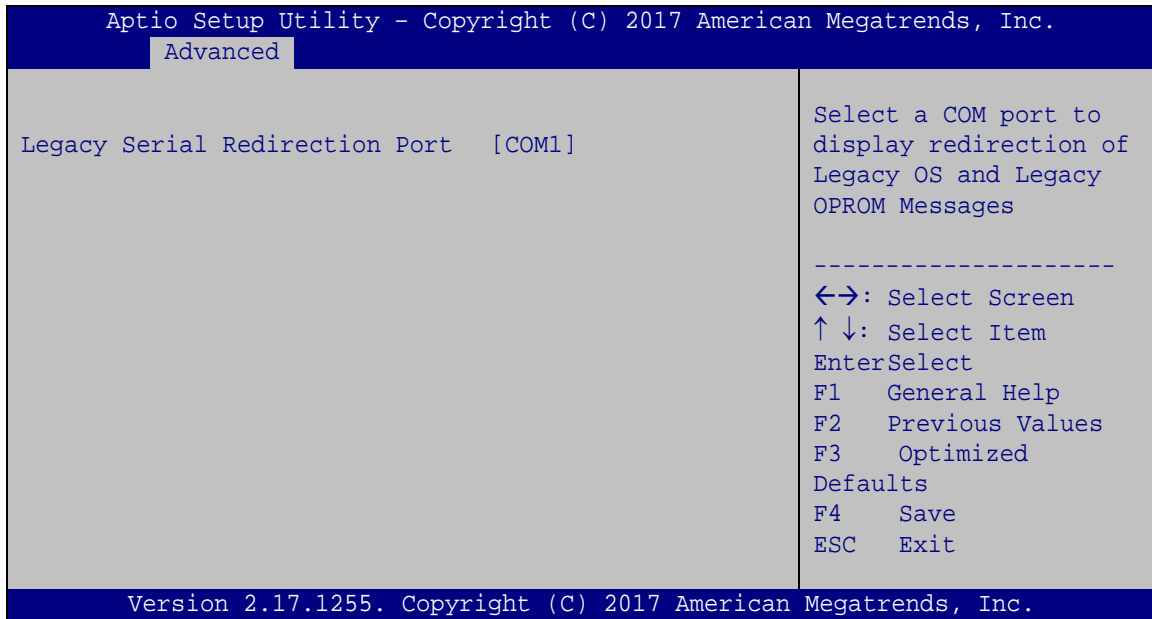 Aptio Setup Utility – Copyright (C) 2017 American Megatrends, Inc.
Advanced
Legacy Serial Redirection Port [COM1]
Select a COM port to
display redirection of
Legacy OS and Legacy
OPROM Messages
---------------------
←→: Select Screen
↑ ↓: Select Item
EnterSelect
F1 General Help
F2 Previous Values
F3 Optimized
Defaults
F4 Save
ESC Exit
Version 2.17.1255. Copyright (C) 2017 American Megatrends, Inc.